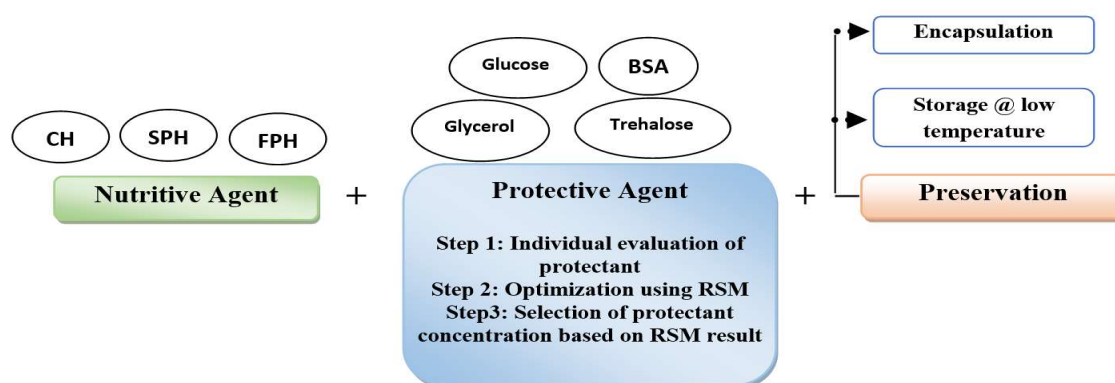 CH
SPH
FPH
Nutritive Agent
+
Glucose
BSA
Glycerol
Trehalose
Protective Agent
Step 1: Individual evaluation of
protectant
Step 2: Optimization using RSM
Step3: Selection of protectant
concentration based on RSM result
+
Encapsulation
Storage @ low
temperature
Preservation